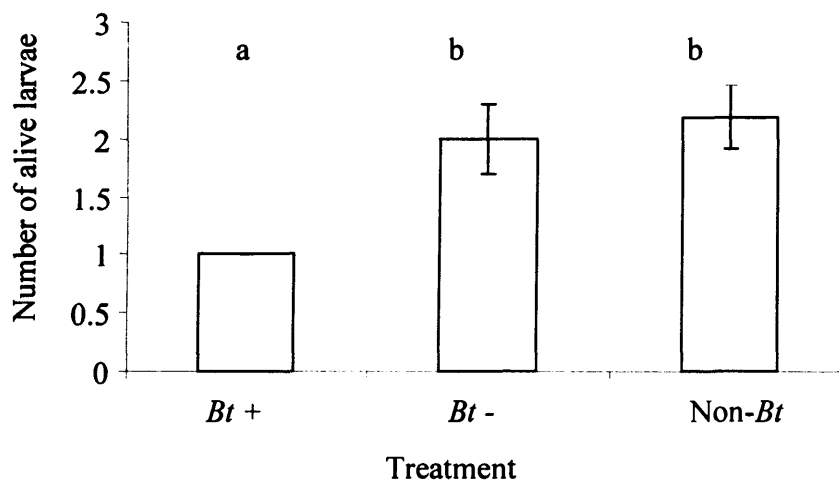 Number of alive larvae
3
2.5
2
1.5
1
0.5
0
a b b
Bt + Bt - Non-Bt
Treatment